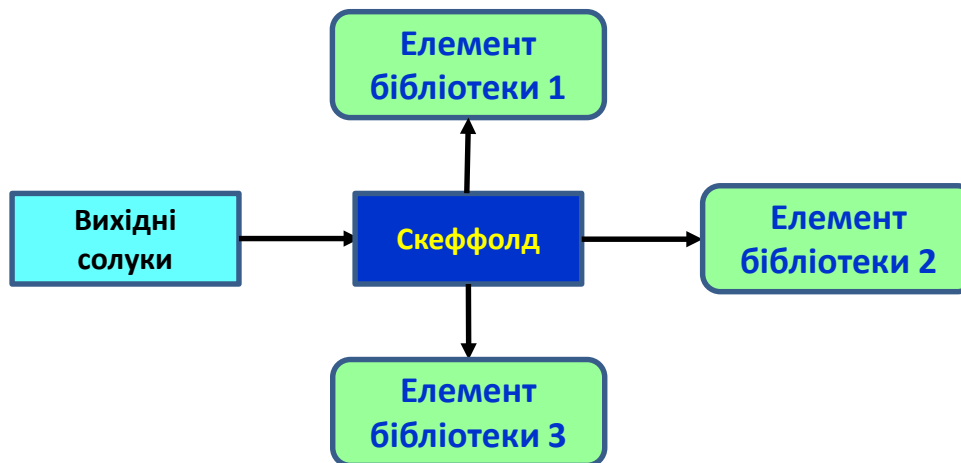 Елемент
бібліотеки 1
Вихідні
солуки
Скеффолд
Елемент
бібліотеки 2
Елемент
бібліотеки 3